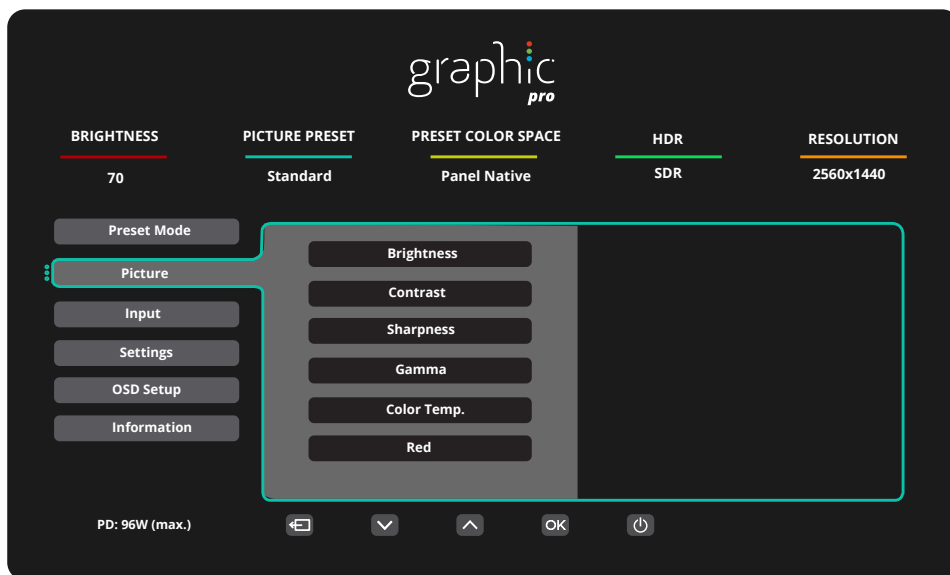 graphic
pro
BRIGHTNESS
70
PICTURE PRESET
Standard
PRESET COLOR SPACE
Panel Native
HDR
SDR
RESOLUTION
2560x1440
Preset Mode
Picture
Input
Settings
OSD Setup
Information
Brightness
Contrast
Sharpness
Gamma
Color Temp.
Red
PD: 96W (max.)
OK